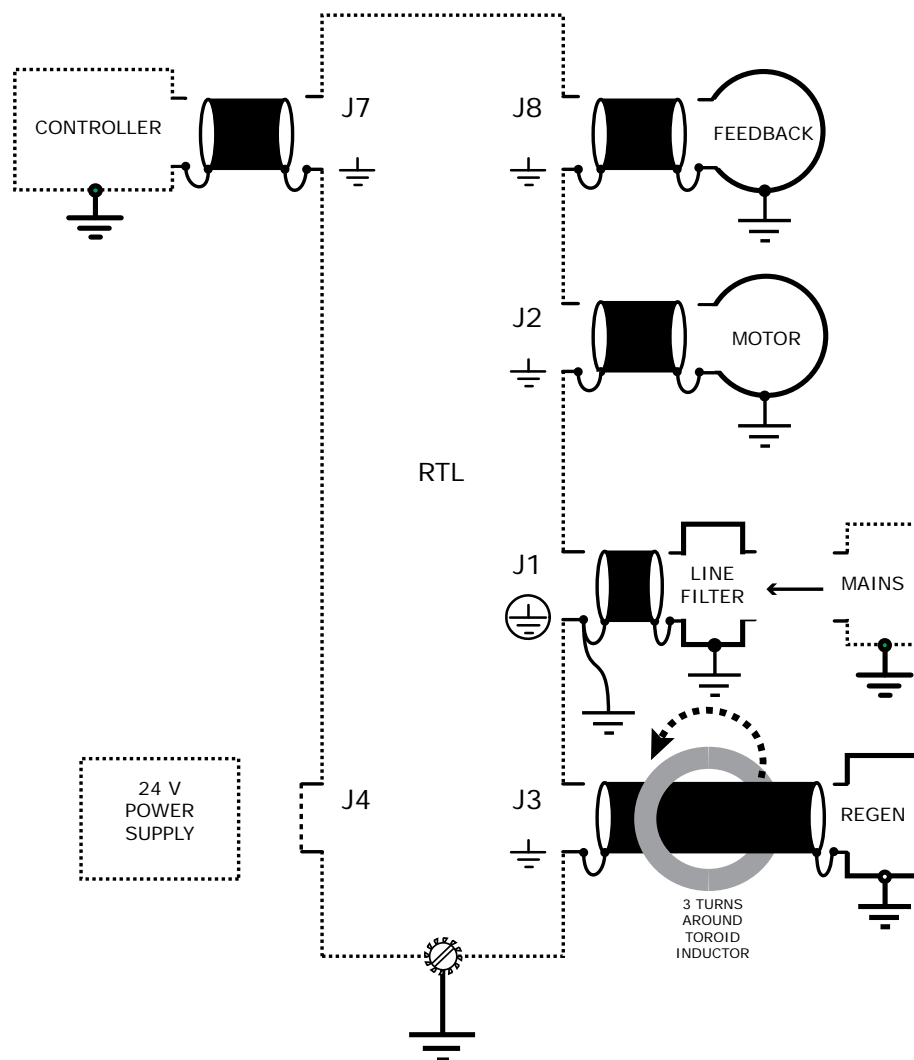 J7
J8
CONTROLLER
FEEDBACK
J2
MOTOR
RTL
J1
LINE
FILTER
MAINS
24 V
POWER
SUPPLY
J4
J3
REGEN
3 TURNS
AROUND
TOROID
INDUCTOR